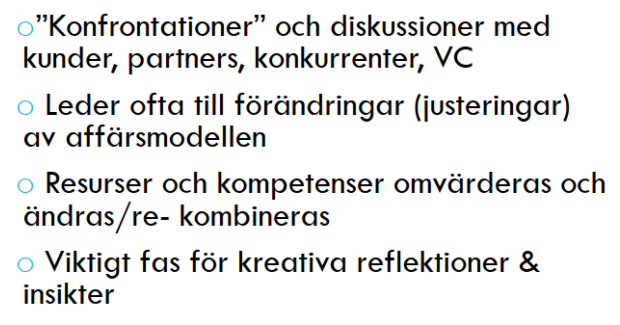 ○”Konfrontationer” och diskussioner med
kunder, partners, konkurrenter, VC
○ Leder ofta till förändringar (justeringar)
av affärsmodellen
○ Resurser och kompetenser omvärderas och
ändras/re- kombineras
○ Viktigt fas för kreativa reflektioner &
insikter